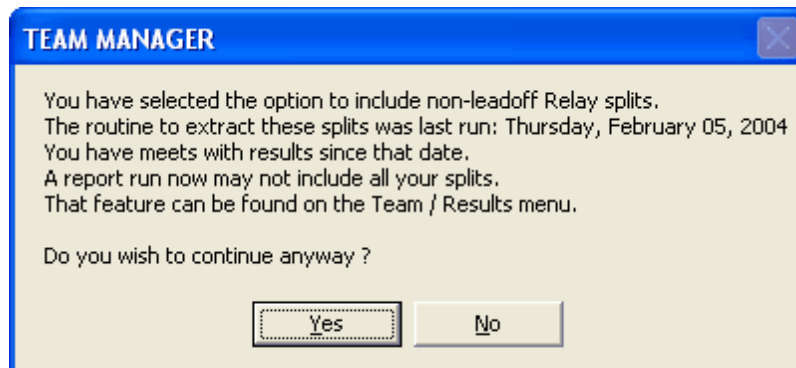 TEAM MANAGER
You have selected the option to include non-leadoff Relay splits.
The routine to extract these splits was last run: Thursday, February 05, 2004
You have meets with results since that date.
A report run now may not include all your splits.
That feature can be found on the Team / Results menu.
Do you wish to continue anyway ?
Yes
No